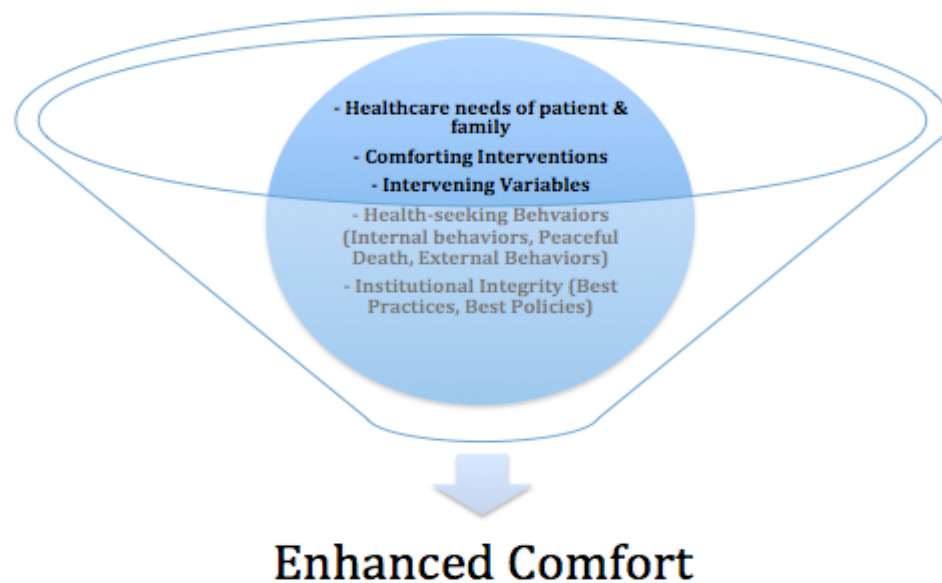 - Healthcare needs of patient &
family
- Comforting Interventions
- Intervening Variables
- Health-seeking Behvaiors
(Internal behaviors, Peaceful
Death, External Behaviors)
- Institutional Integrity (Best
Practices, Best Policies)
Enhanced Comfort